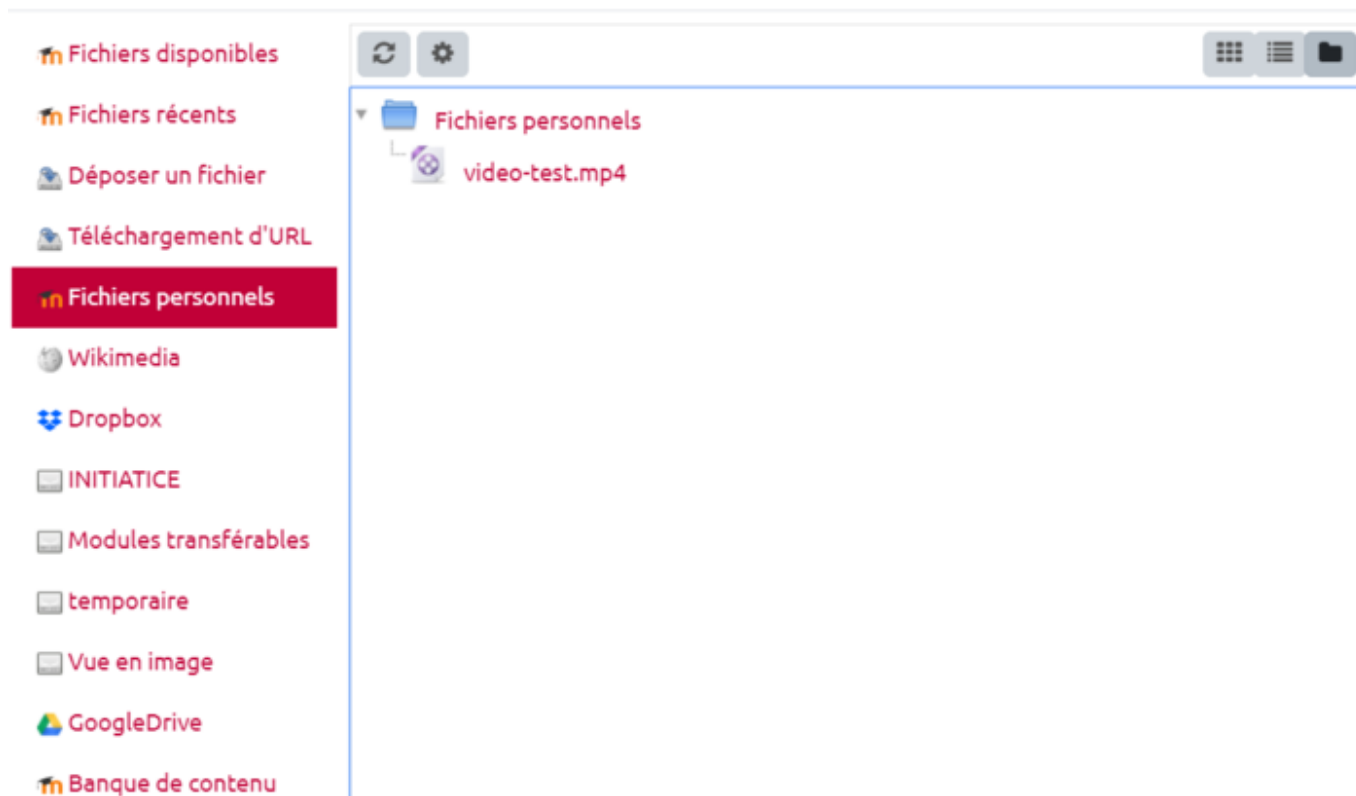 Fichiers disponibles
Fichiers récents
Déposer un fichier
Téléchargement d'URL
Fichiers personnels
Wikimedia
Dropbox
INITIATICE
Modules transférables
temporaire
Vue en image
GoogleDrive
Banque de contenu
Fichiers personnels
video-test.mp4